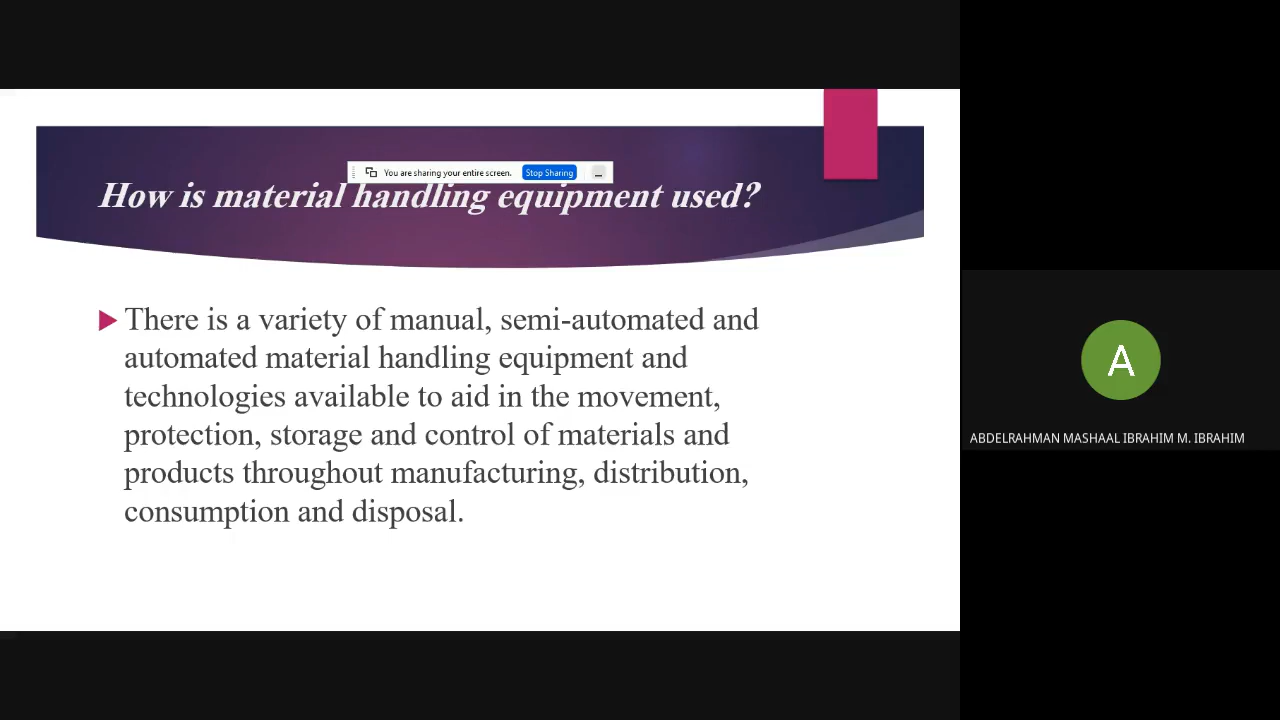 You are sharing your entire screen. Stop Sharing
How is material handling equipment used?
There is a variety of manual, semi-automated and
automated material handling equipment and
technologies available to aid in the movement,
protection, storage and control of materials and
products throughout manufacturing, distribution,
consumption and disposal.
A
ABDELRAHMAN MASHAAL IBRAHIM M. IBRAHIM